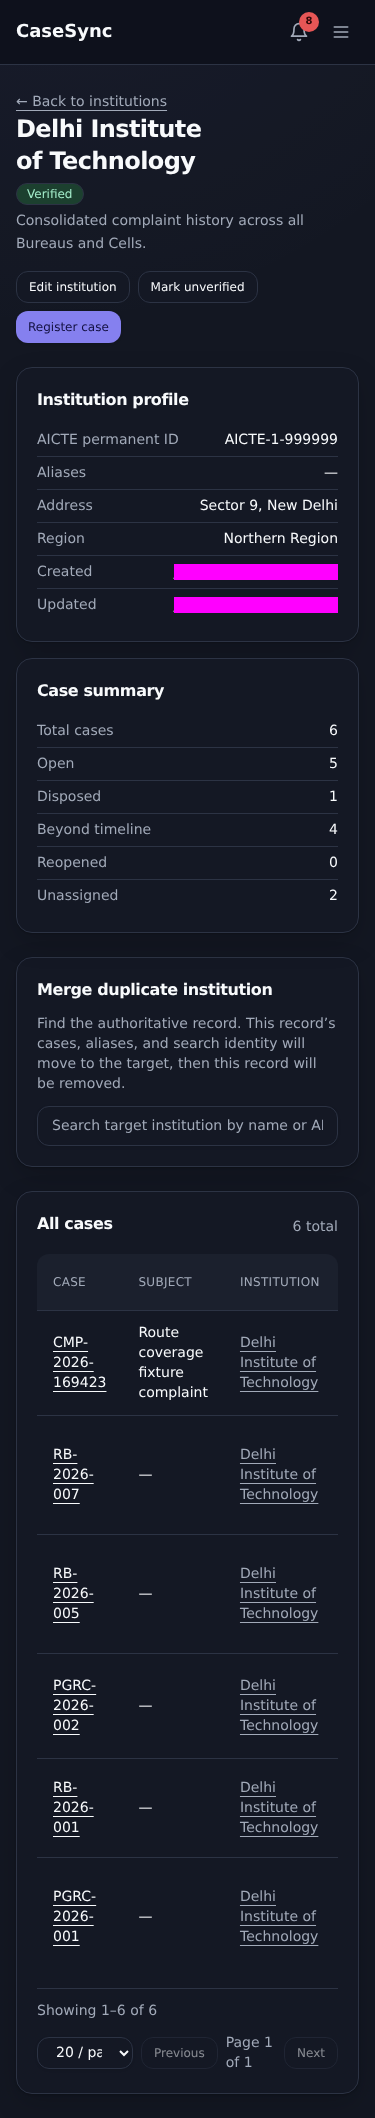 CaseSync
8
← Back to institutions
Delhi Institute
of Technology
Verified
Consolidated complaint history across all
Bureaus and Cells.
Edit institution
Mark unverified
Register case
Institution profile
AICTE permanent ID AICTE-1-999999
Aliases —
Address Sector 9, New Delhi
Region Northern Region
Created
Updated
Case summary
Total cases 6
Open 5
Disposed 1
Beyond timeline 4
Reopened 0
Unassigned 2
Merge duplicate institution
Find the authoritative record. This record’s
cases, aliases, and search identity will
move to the target, then this record will
be removed.
Search target institution by name or AI
All cases 6 total
CASE SUBJECT INSTITUTION
CMP-
2026-
169423
Route
coverage
fixture
complaint
Delhi
Institute of
Technology
RB-
2026-
007
—
Delhi
Institute of
Technology
RB-
2026-
005
—
Delhi
Institute of
Technology
PGRC-
2026-
002
—
Delhi
Institute of
Technology
RB-
2026-
001
—
Delhi
Institute of
Technology
PGRC-
2026-
001
—
Delhi
Institute of
Technology
Showing 1–6 of 6
20 / pa
Previous
Page 1
of 1
Next